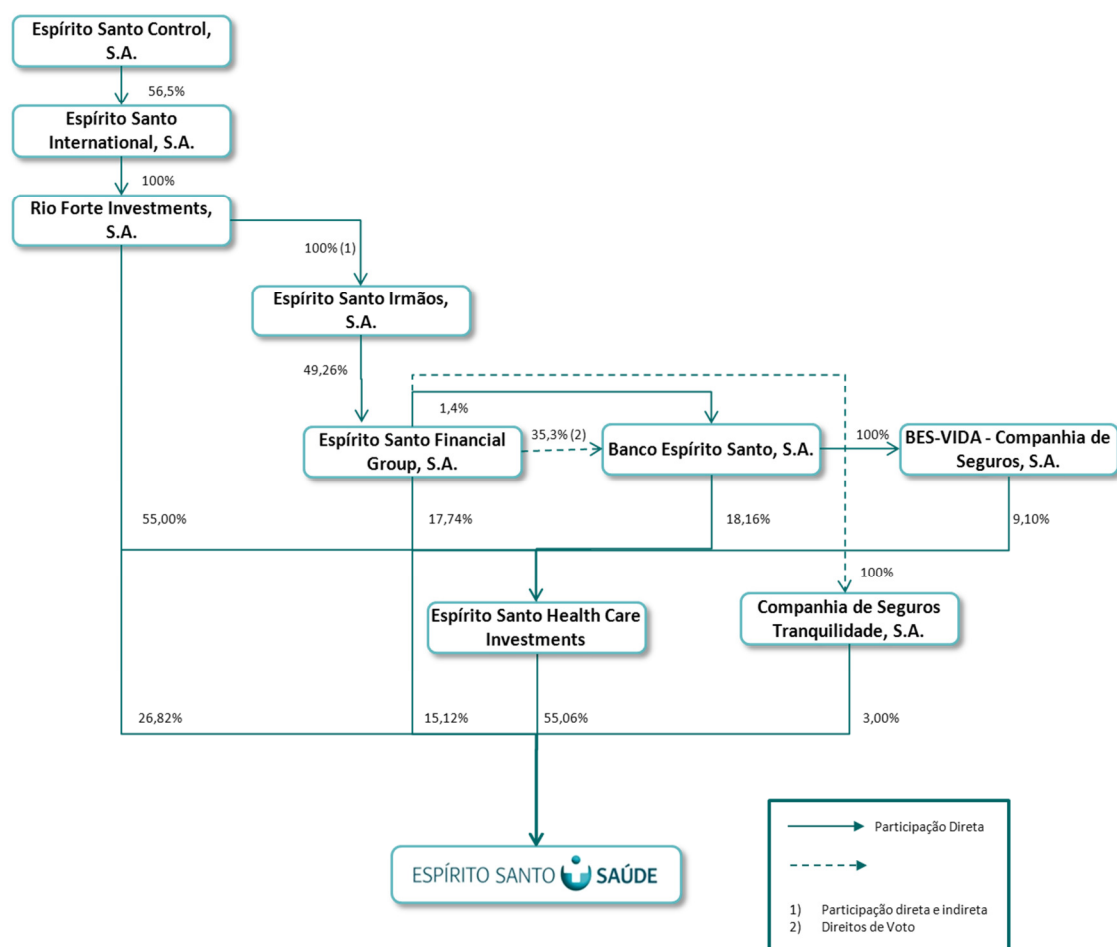 Espírito Santo Control,
S.A.
56,5%
Espírito Santo
International, S.A.
100%
Rio Forte Investments,
S.A.
100% (1)
Espírito Santo Irmãos,
S.A.
49,26%
1,4%
Espírito Santo Financial
Group, S.A.
35,3% (2)
Banco Espírito Santo, S.A.
100%
BES-VIDA - Companhia de
Seguros, S.A.
55,00%
17,74%
18,16%
9,10%
100%
Espírito Santo Health Care
Investments
Companhia de Seguros
Tranquilidade, S.A.
26,82%
15,12%
55,06%
3,00%
ESPÍRITO SANTO SAÚDE
Participação Direta
1) Participação direta e indireta
2) Direitos de Voto